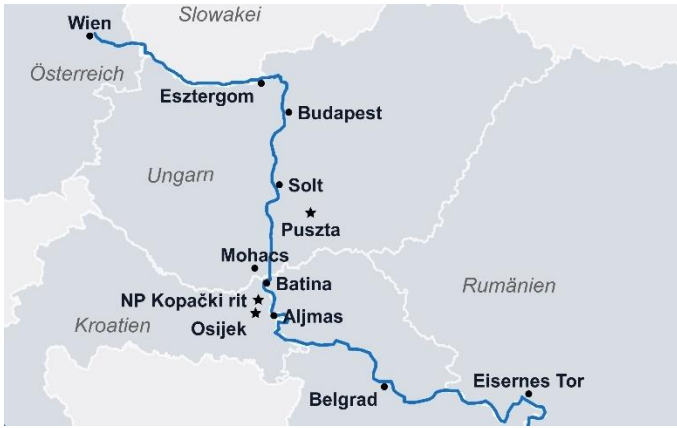 Slowakei
Wien
Österreich
Esztergom
Budapest
Ungarn
Solt
Puszta
Mohacs
Batina
Rumänien
NP Kopački rit
Kroatien
Osijek
Aljmas
Eisernes Tor
Belgrad